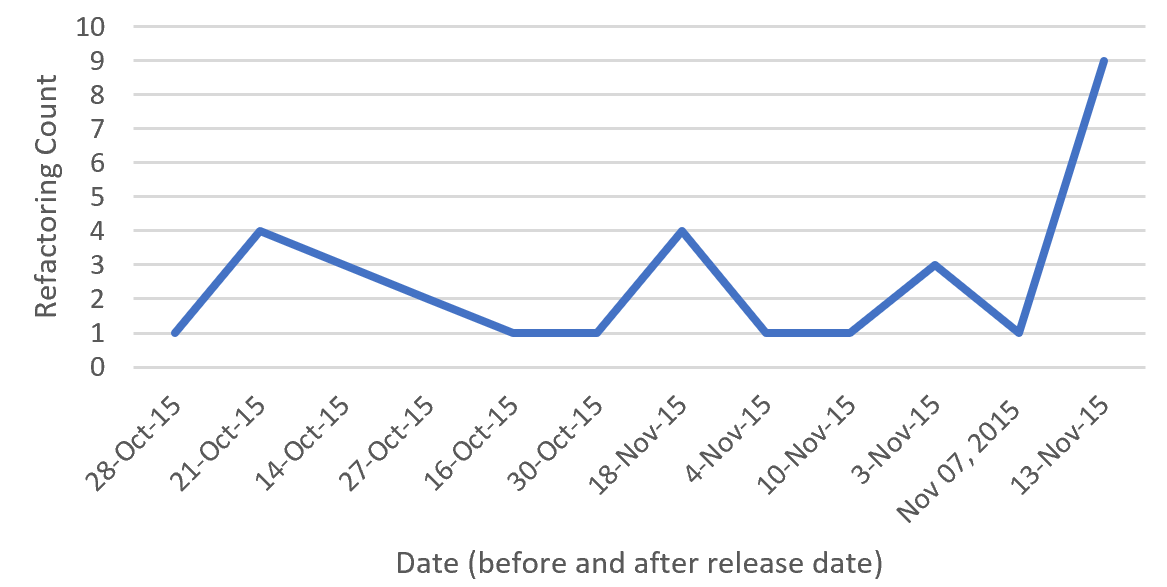 10
9
8
7
6
5
4
3
2
1
0
Refactoring Count
28-Oct-15
21-Oct-15
14-Oct-15
27-Oct-15
16-Oct-15
30-Oct-15
18-Nov-15
4-Nov-15
10-Nov-15
3-Nov-15
Nov 07, 2015
13-Nov-15
Date (before and after release date)